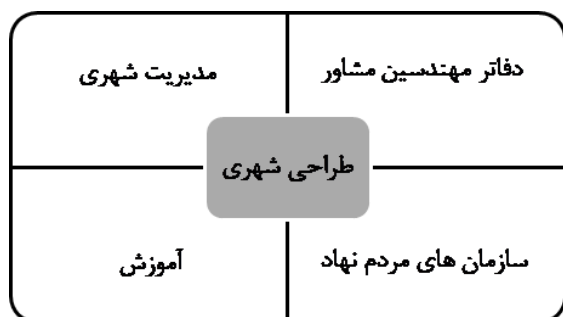 دفاتر مهندسین مشاور
مدیریت شهری
طراحی شهری
سازمان های مردم نهاد
آموزش